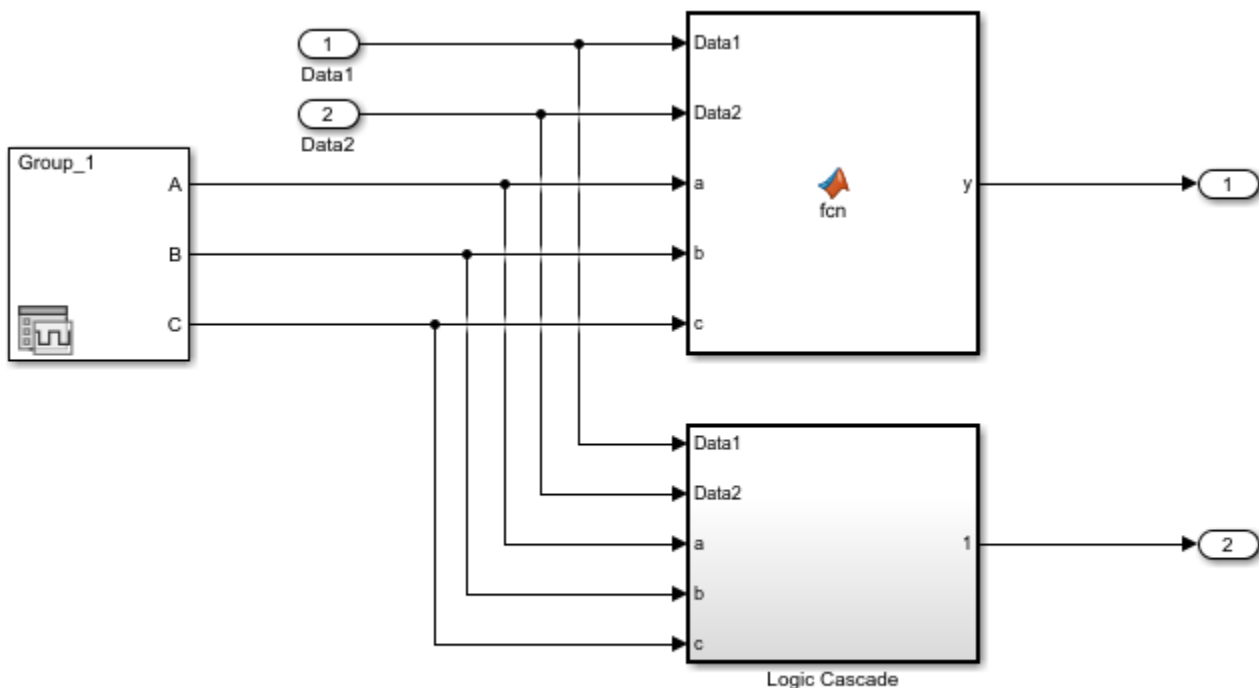 1
Data1
2
Data2
Group_1
A
B
C
Data1
Data2
a
b
c
fcn
y
1
Data1
Data2
a
b
c
1
Logic Cascade
2